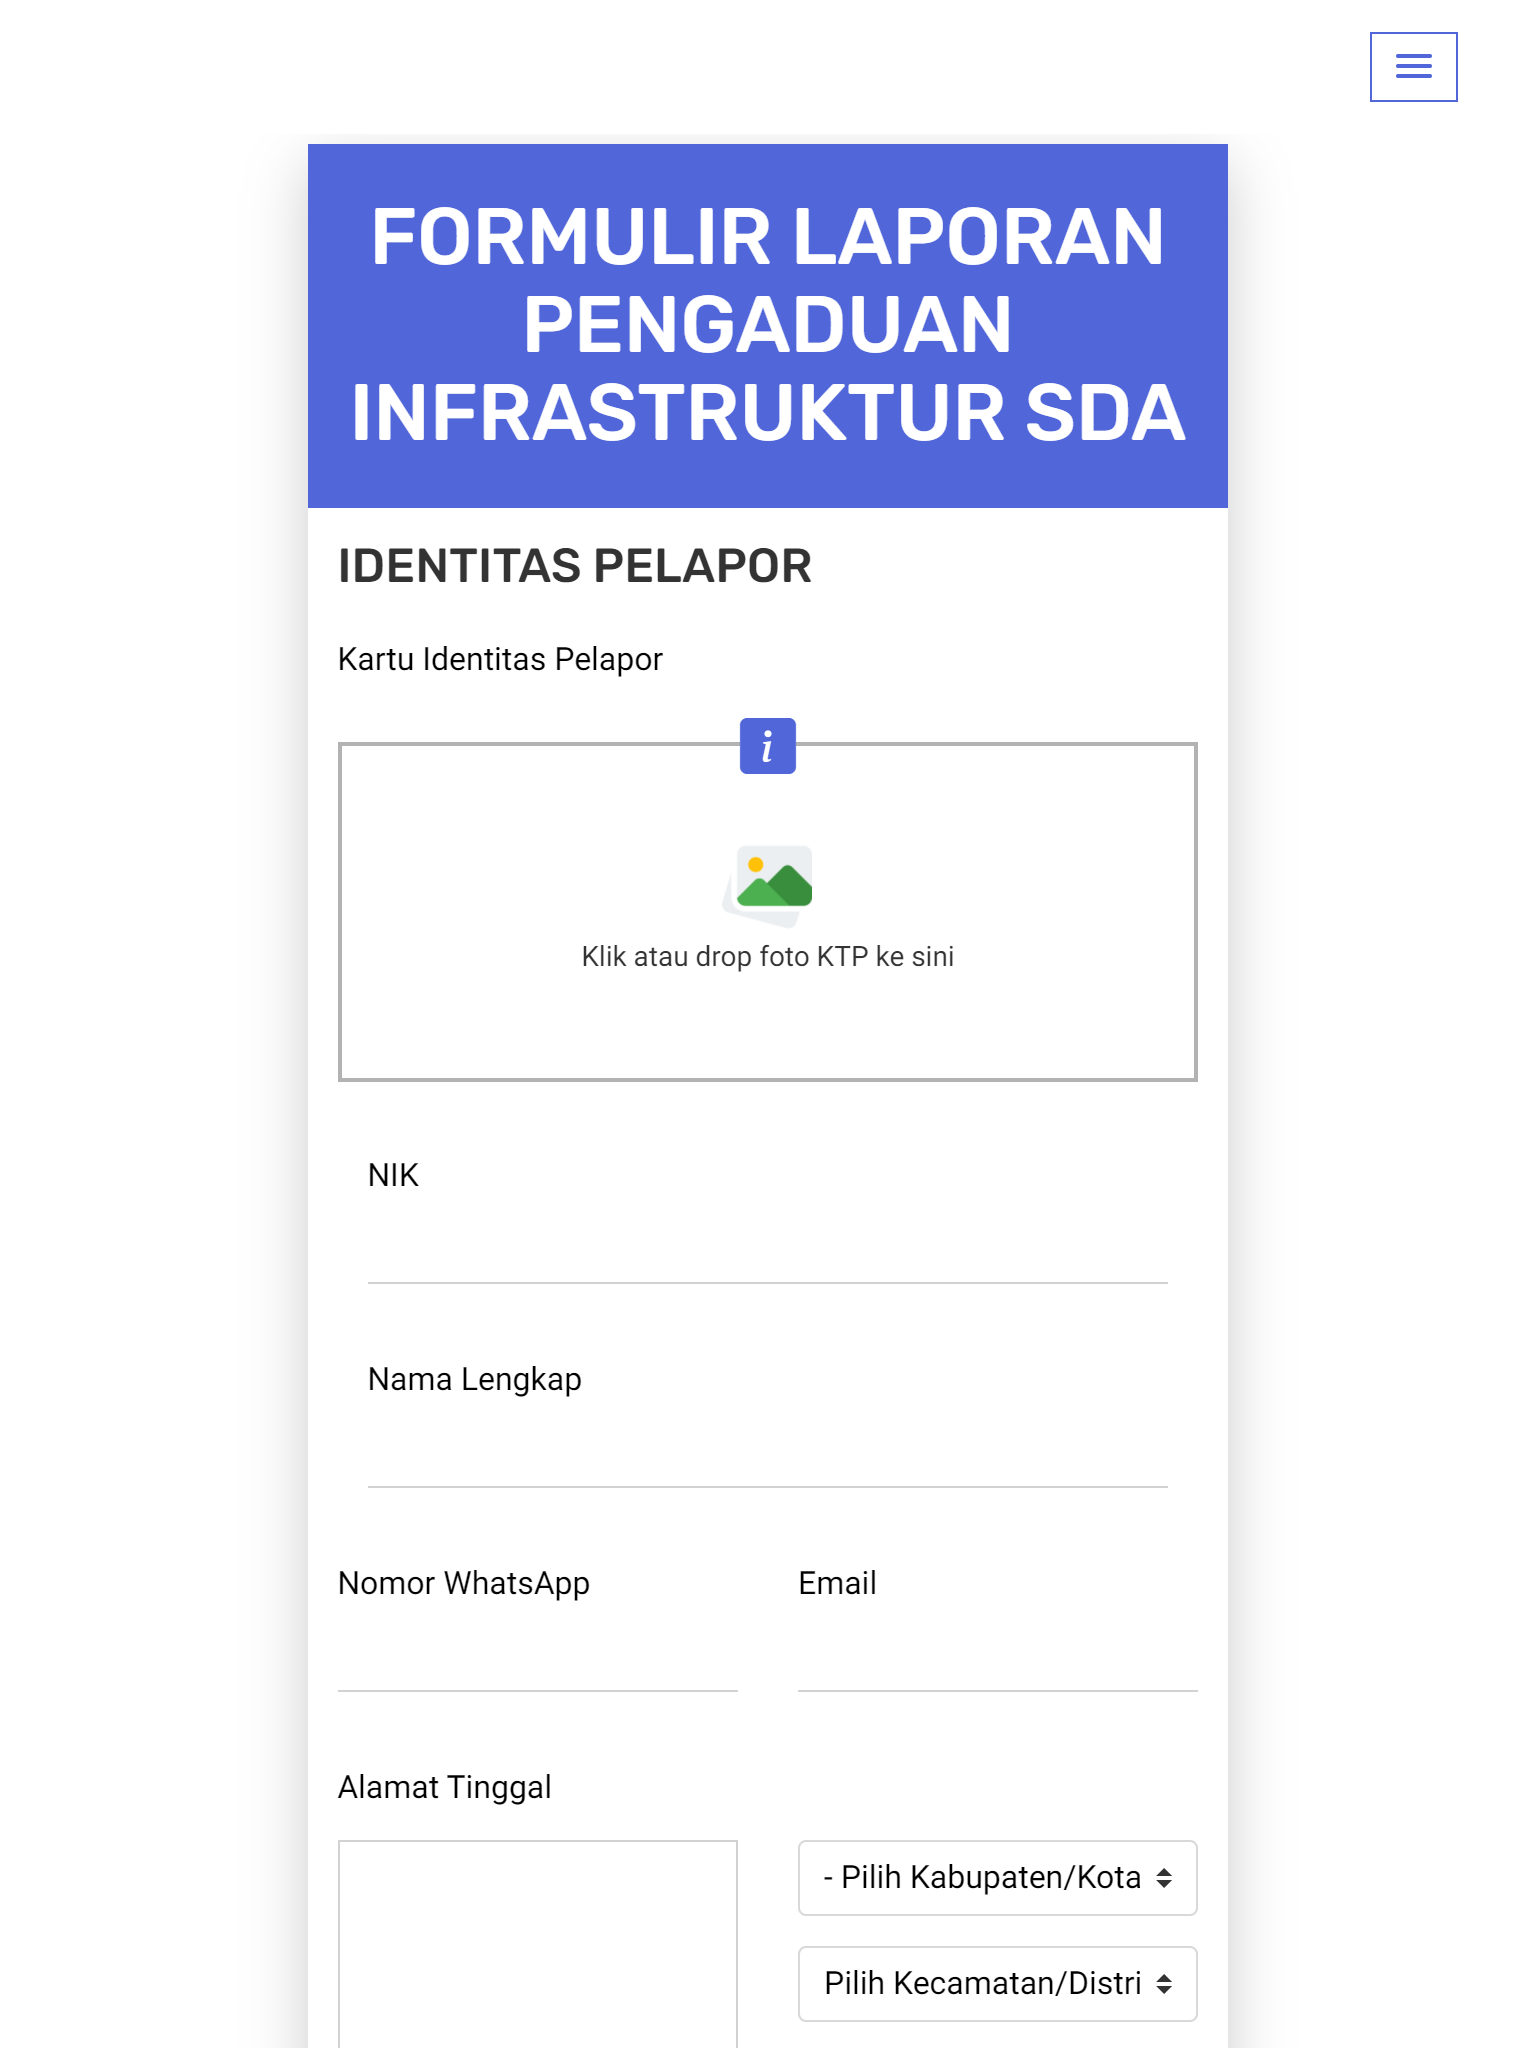 FORMULIR LAPORAN
PENGADUAN
INFRASTRUKTUR SDA
IDENTITAS PELAPOR
Kartu Identitas Pelapor
i
Klik atau drop foto KTP ke sini
NIK
Nama Lengkap
Nomor WhatsApp
Email
Alamat Tinggal
- Pilih Kabupaten/Kota
Pilih Kecamatan/Distri